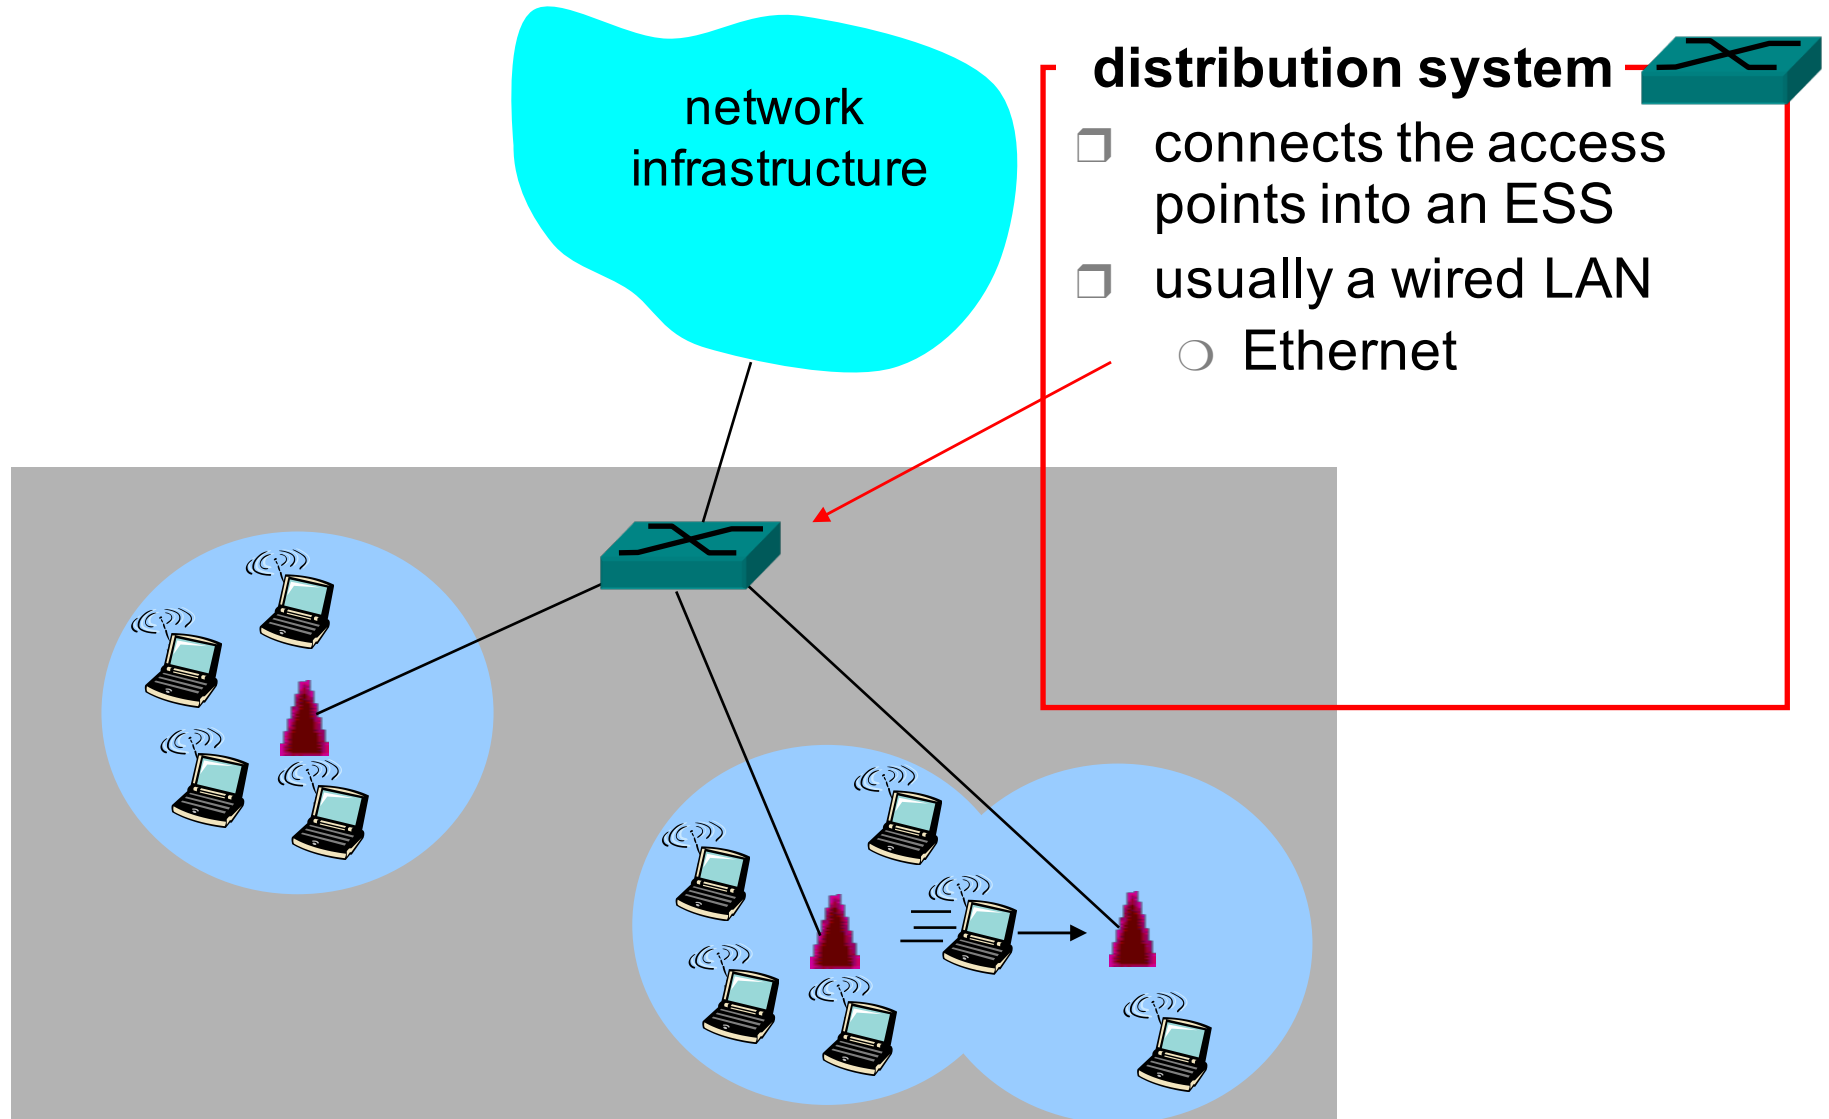 network
infrastructure
distribution system
connects the access
points into an ESS
usually a wired LAN
Ethernet